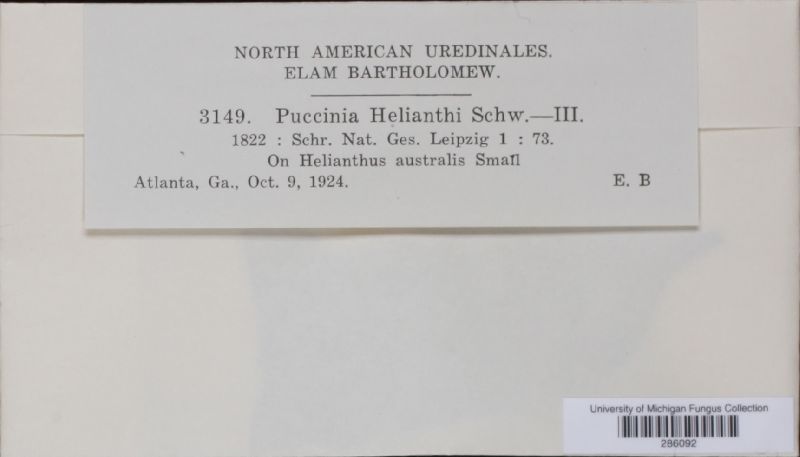 NORTH AMERICAN UREDINALES.
ELAM BARTHOLOMEW.
3149. Puccinia Helianthi Schw.—III.
1822 : Schr. Nat. Ges. Leipzig 1 : 73.
On Helianthus australis Small
Atlanta, Ga., Oct. 9, 1924. E. B
University of Michigan Fungus Collection
286092